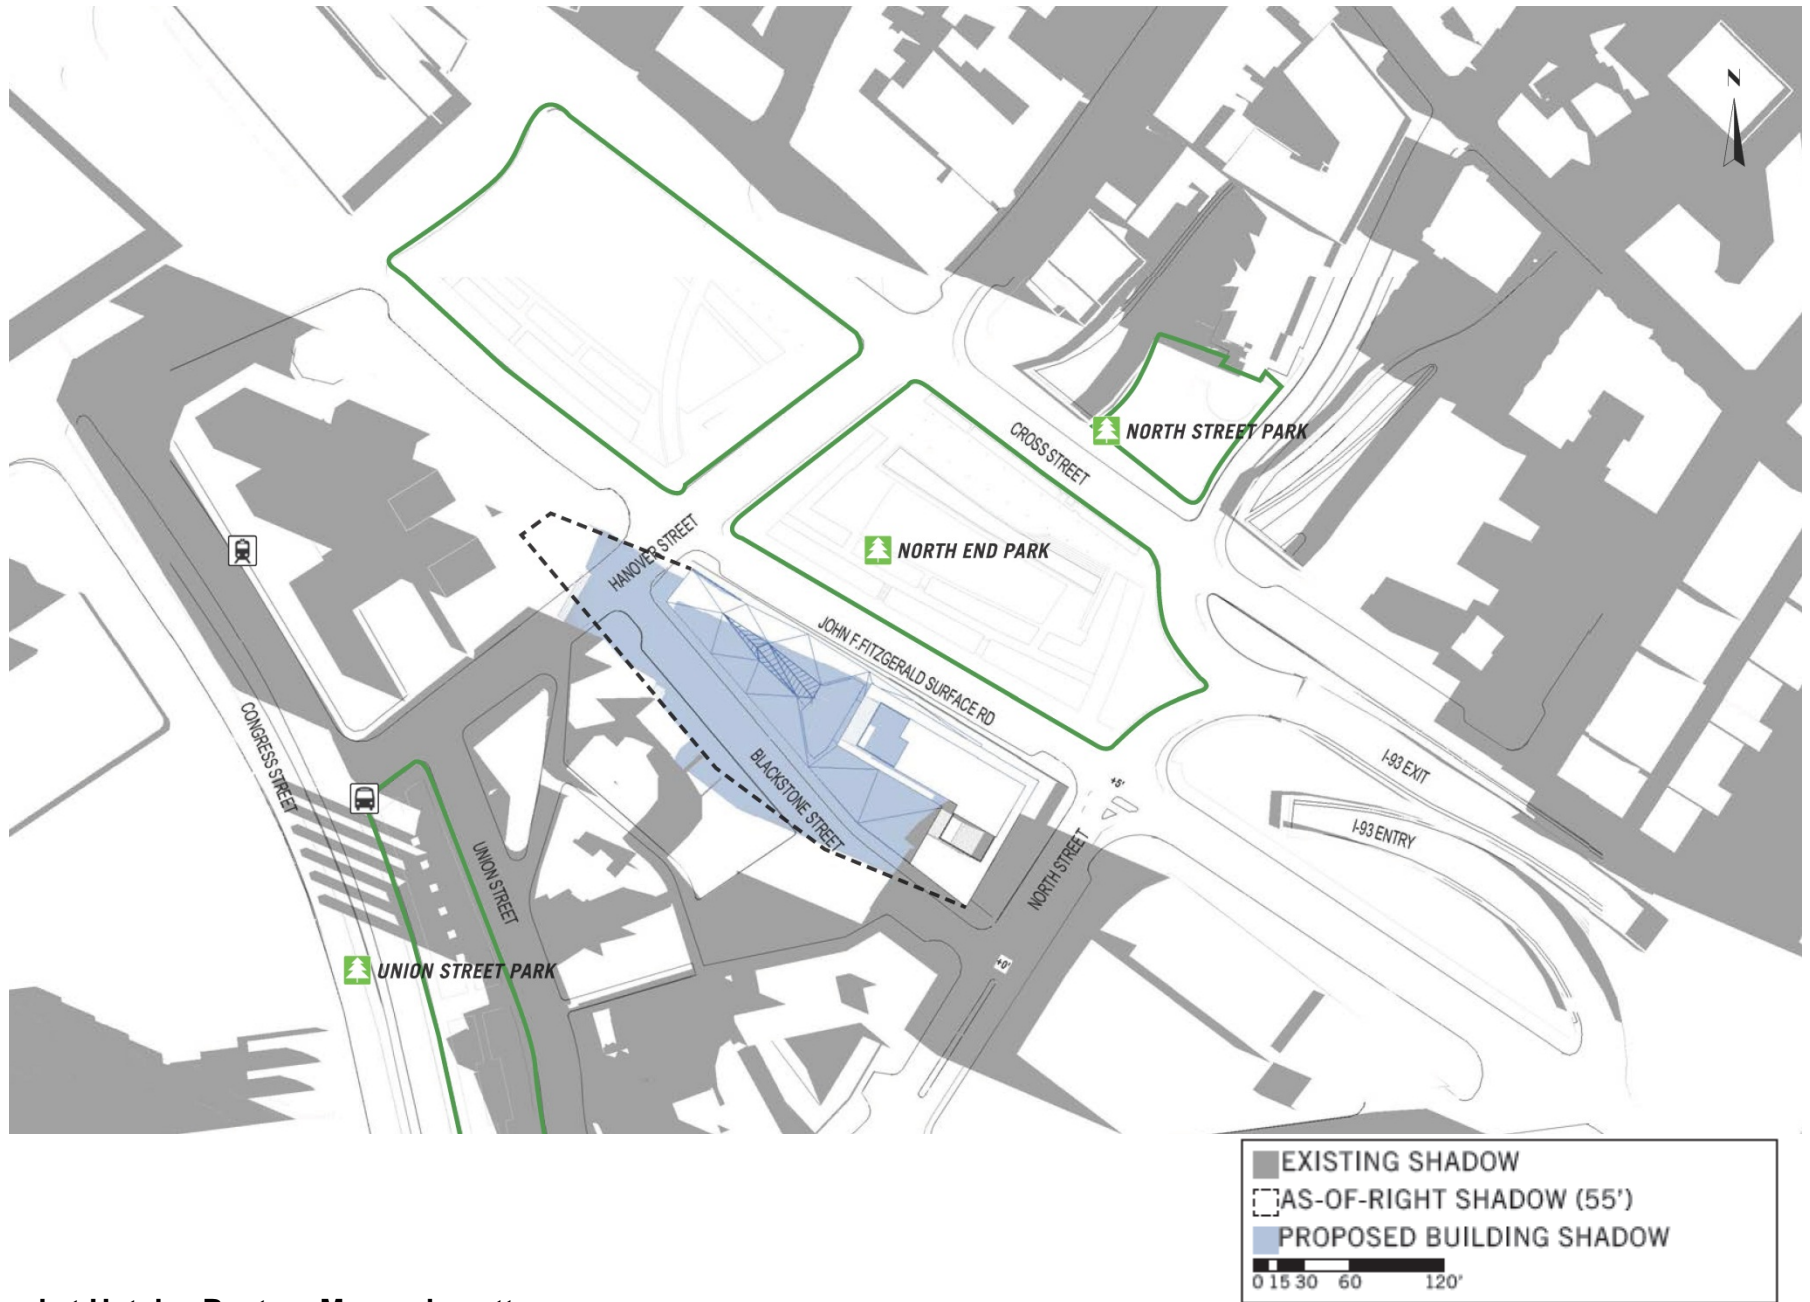 N
CROSS STREET
NORTH STREET PARK
HANOVER STREET
NORTH END PARK
JOHN F.FITZGERALD SURFACE RD
CONGRESS STREET
BLACKSTONE STREET
I-93 EXIT
+5'
I-93 ENTRY
UNION STREET
NORTH STREET
UNION STREET PARK
+0'
EXISTING SHADOW
AS-OF-RIGHT SHADOW (55')
PROPOSED BUILDING SHADOW
0 15 30 60 120'